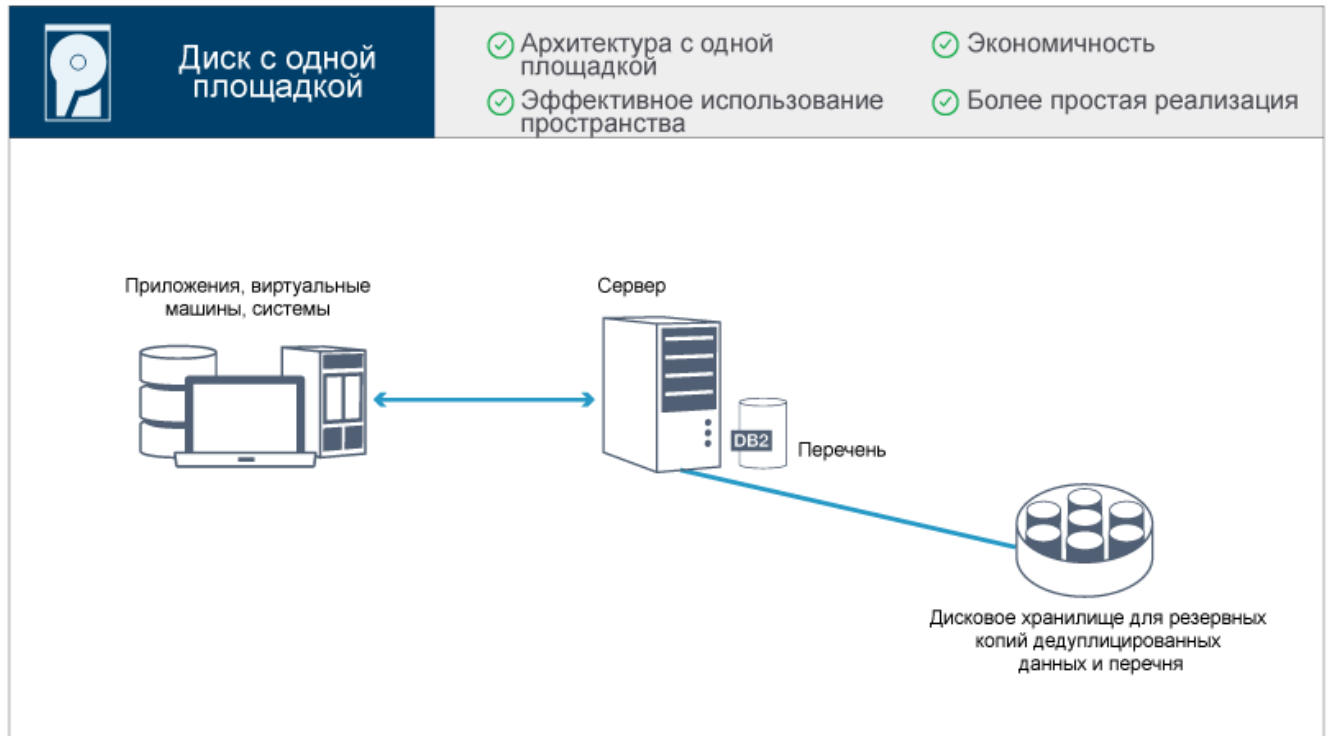 Диск с одной
площадкой
Архитектура с одной
площадкой
Эффективное использование
пространства
Экономичность
Более простая реализация
Приложения, виртуальные
машины, системы
Сервер
DB2
Перечень
Дисковое хранилище для резервных
копий дедуплицированных
данных и перечня